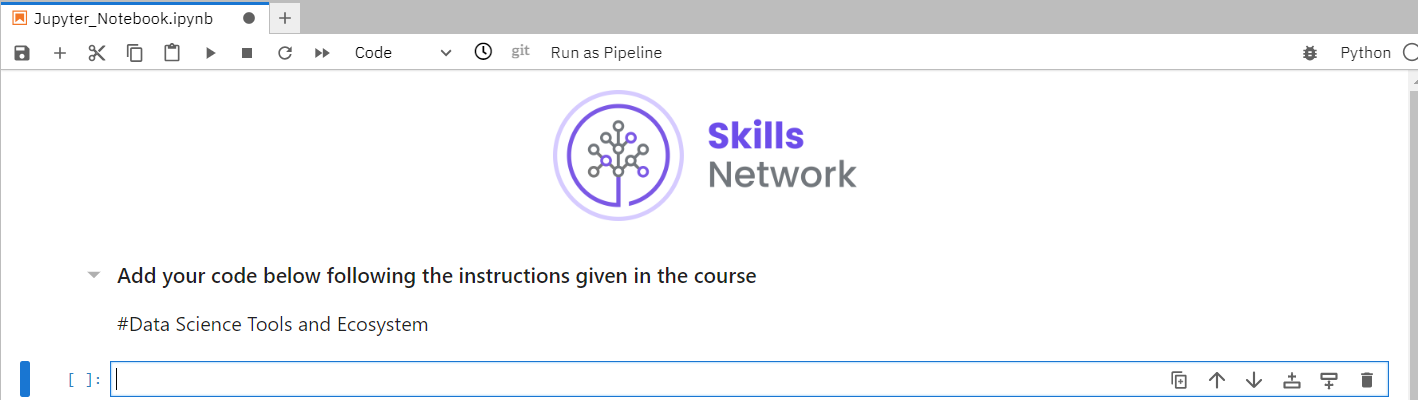 Jupyter_Notebook.ipynb
Code git Run as Pipeline Python
Skills
Network
Add your code below following the instructions given in the course
#Data Science Tools and Ecosystem
[ ]: